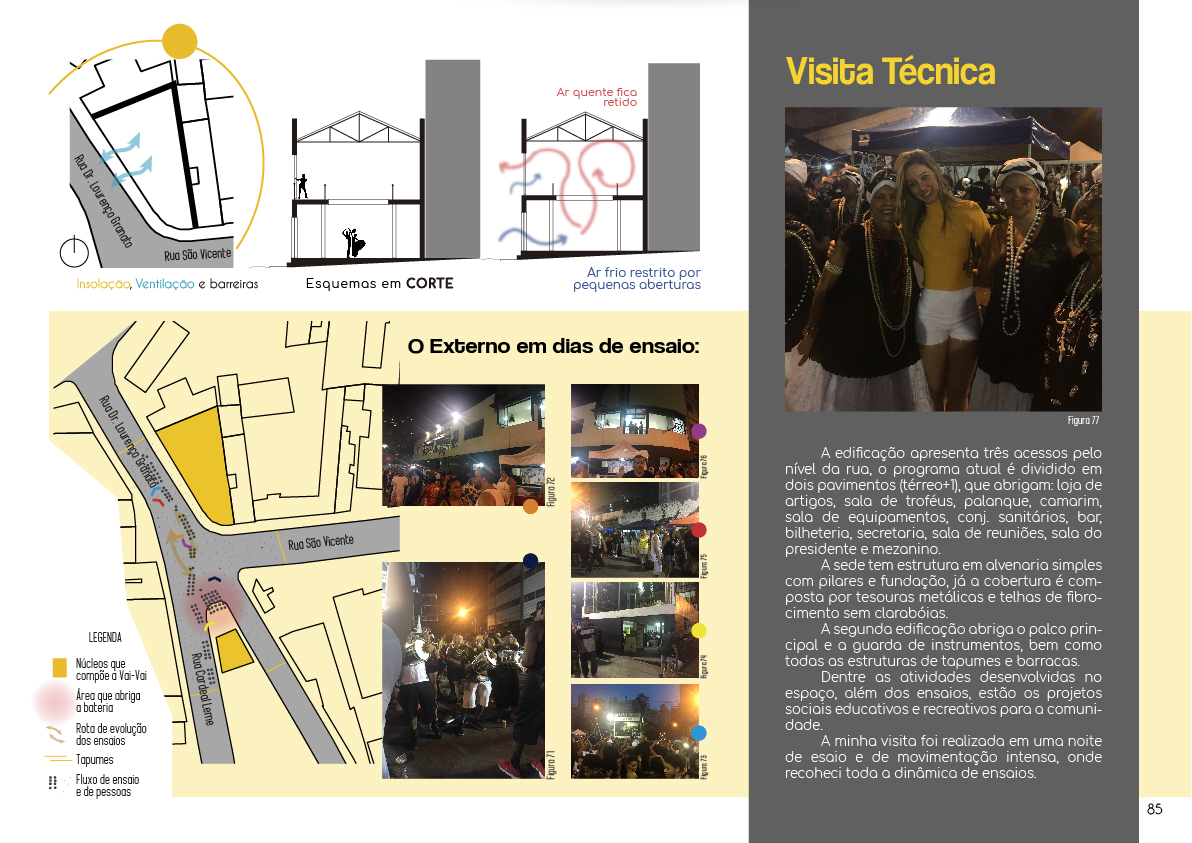 Rua Dr. Lourenço Granato
Rua São Vicente
Insolação, Ventilação e barreiras
Esquemas em CORTE
Ar quente fica
retido
Ar frio restrito por
pequenas aberturas
O Externo em dias de ensaio:
Rua Dr. Lourenço Granato
Rua São Vicente
Rua Cardeal Leme
LEGENDA
Núcleos que
compõe a Vai-Vai
Área que abriga
a bateria
Rota de evolução
dos ensaios
Tapumes
Fluxo de ensaio
e de pessoas
Figura 72
Figura 71
Figura 76
Figura 75
Figura 74
Figura 73
Visita Técnica
Figura 77
A edificação apresenta três acessos pelo
nível da rua, o programa atual é dividido em
dois pavimentos (térreo+1), que abrigam: loja de
artigos, sala de troféus, palanque, camarim,
sala de equipamentos, conj. sanitários, bar,
bilheteria, secretaria, sala de reuniões, sala do
presidente e mezanino.
A sede tem estrutura em alvenaria simples
com pilares e fundação, já a cobertura é com-
posta por tesouras metálicas e telhas de fibro-
cimento sem clarabóias.
A segunda edificação abriga o palco prin-
cipal e a guarda de instrumentos, bem como
todas as estruturas de tapumes e barracas.
Dentre as atividades desenvolvidas no
espaço, além dos ensaios, estão os projetos
sociais educativos e recreativos para a comuni-
dade.
A minha visita foi realizada em uma noite
de esaio e de movimentação intensa, onde
recoheci toda a dinâmica de ensaios.
85